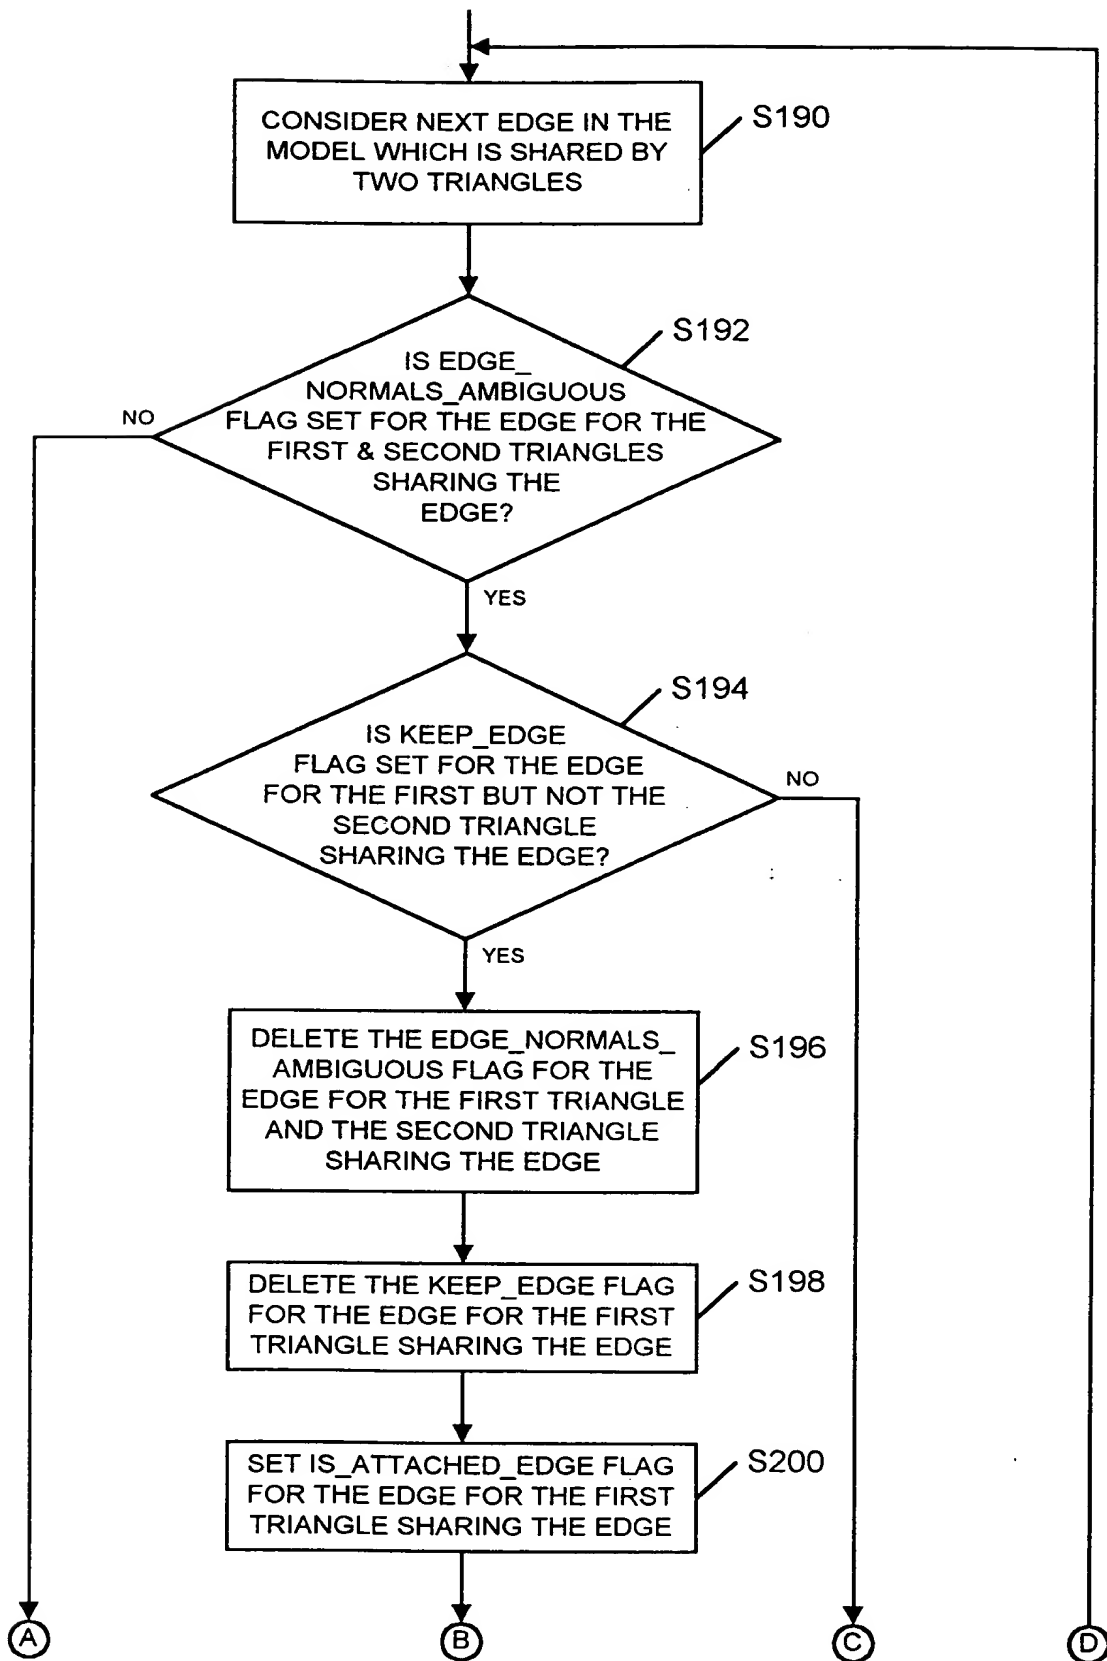 CONSIDER NEXT EDGE IN THE
MODEL WHICH IS SHARED BY
TWO TRIANGLES
S190
S192
IS EDGE_
NORMALS_AMBIGUOUS
FLAG SET FOR THE EDGE FOR THE
FIRST & SECOND TRIANGLES
SHARING THE
EDGE?
NO
YES
S194
IS KEEP_EDGE
FLAG SET FOR THE EDGE
FOR THE FIRST BUT NOT THE
SECOND TRIANGLE
SHARING THE EDGE?
NO
YES
DELETE THE EDGE_NORMALS_
AMBIGUOUS FLAG FOR THE
EDGE FOR THE FIRST TRIANGLE
AND THE SECOND TRIANGLE
SHARING THE EDGE
S196
DELETE THE KEEP_EDGE FLAG
FOR THE EDGE FOR THE FIRST
TRIANGLE SHARING THE EDGE
S198
SET IS_ATTACHED_EDGE FLAG
FOR THE EDGE FOR THE FIRST
TRIANGLE SHARING THE EDGE
S200
A
B
C
D